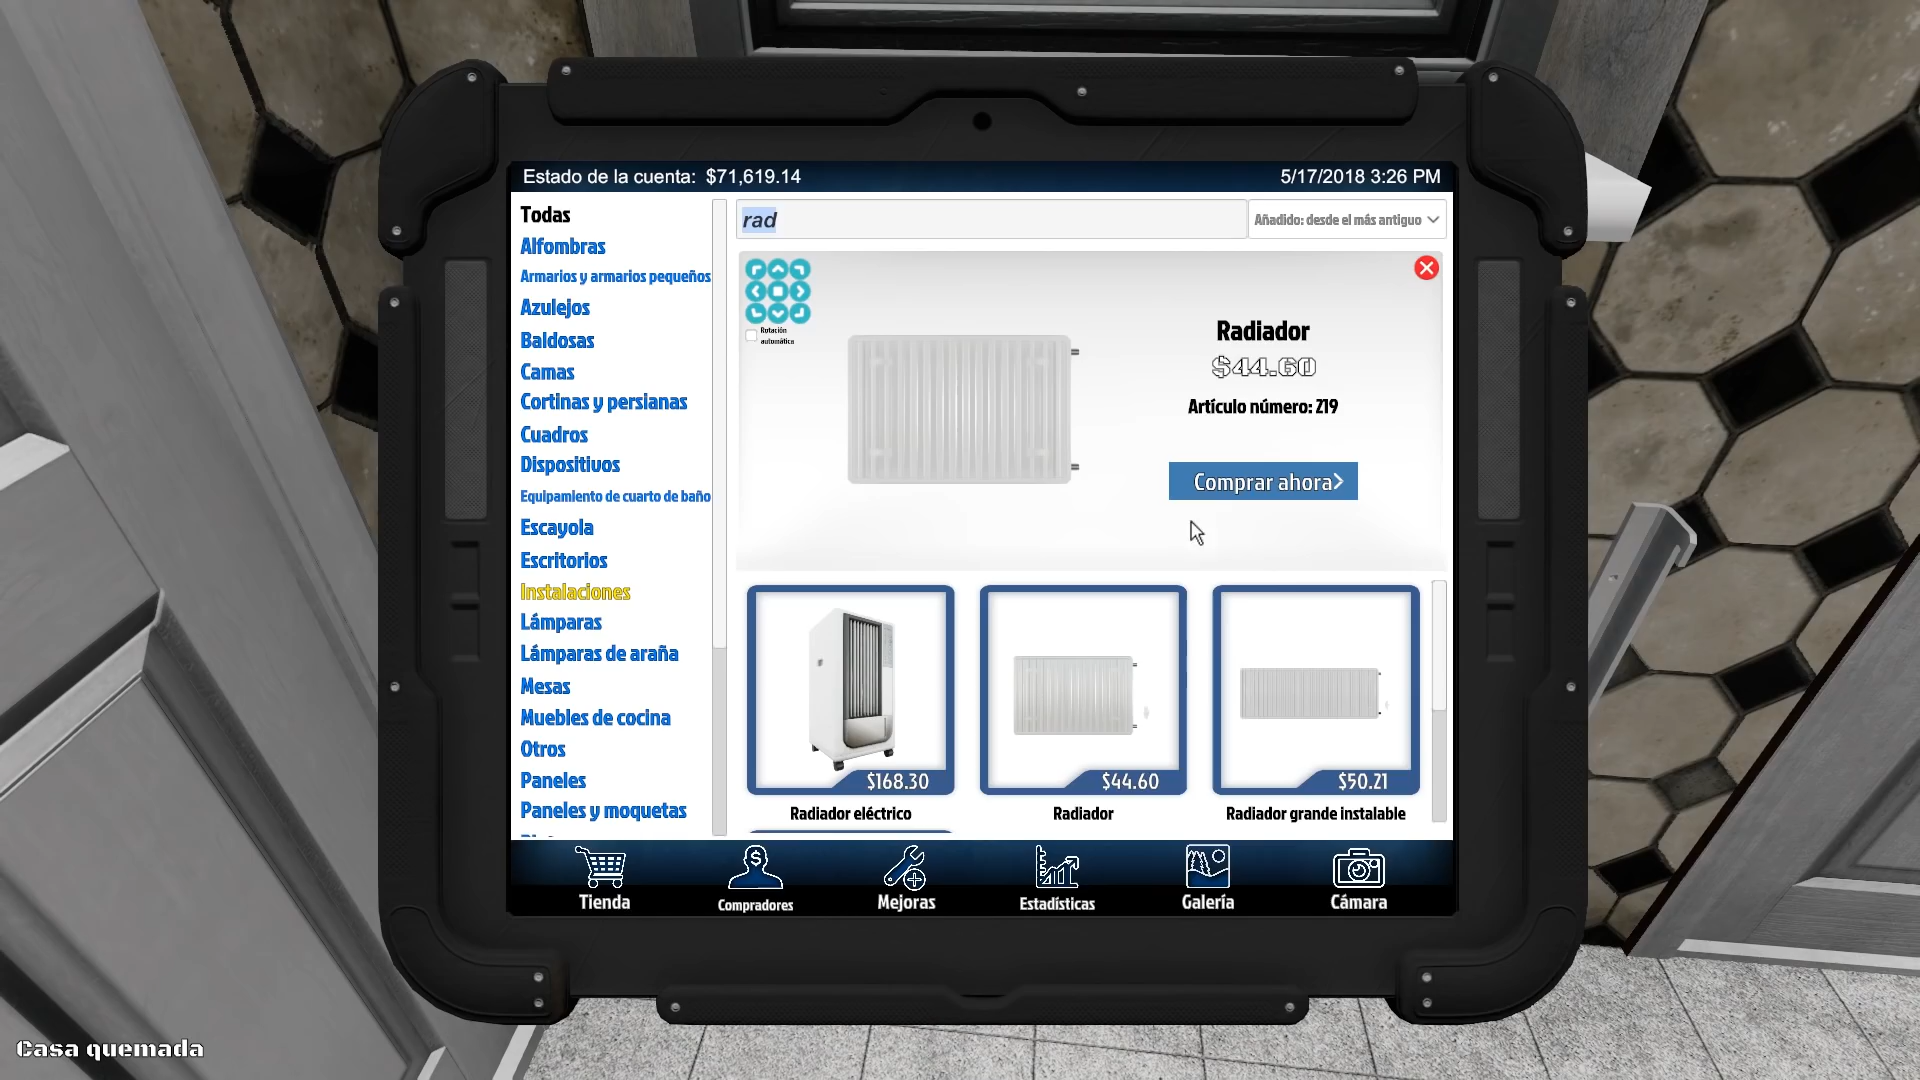 Estado de la cuenta: $71,619.14
5/17/2018 3:26 PM
Todas
Alfombras
Armarios y armarios pequeños
Azulejos
Baldosas
Camas
Cortinas y persianas
Cuadros
Dispositivos
Equipamiento de cuarto de baño
Escayola
Escritorios
Instalaciones
Lámparas
Lámparas de araña
Mesas
Muebles de cocina
Otros
Paneles
Paneles y moquetas
rad
Añadido: desde el más antiguo
Rotación
automática
Radiador
$44.60
Artículo número: 219
Comprar ahora
$168.30
Radiador eléctrico
$44.60
Radiador
$50.21
Radiador grande instalable
Tienda
Compradores
Mejoras
Estadísticas
Galería
Cámara
Casa quemada